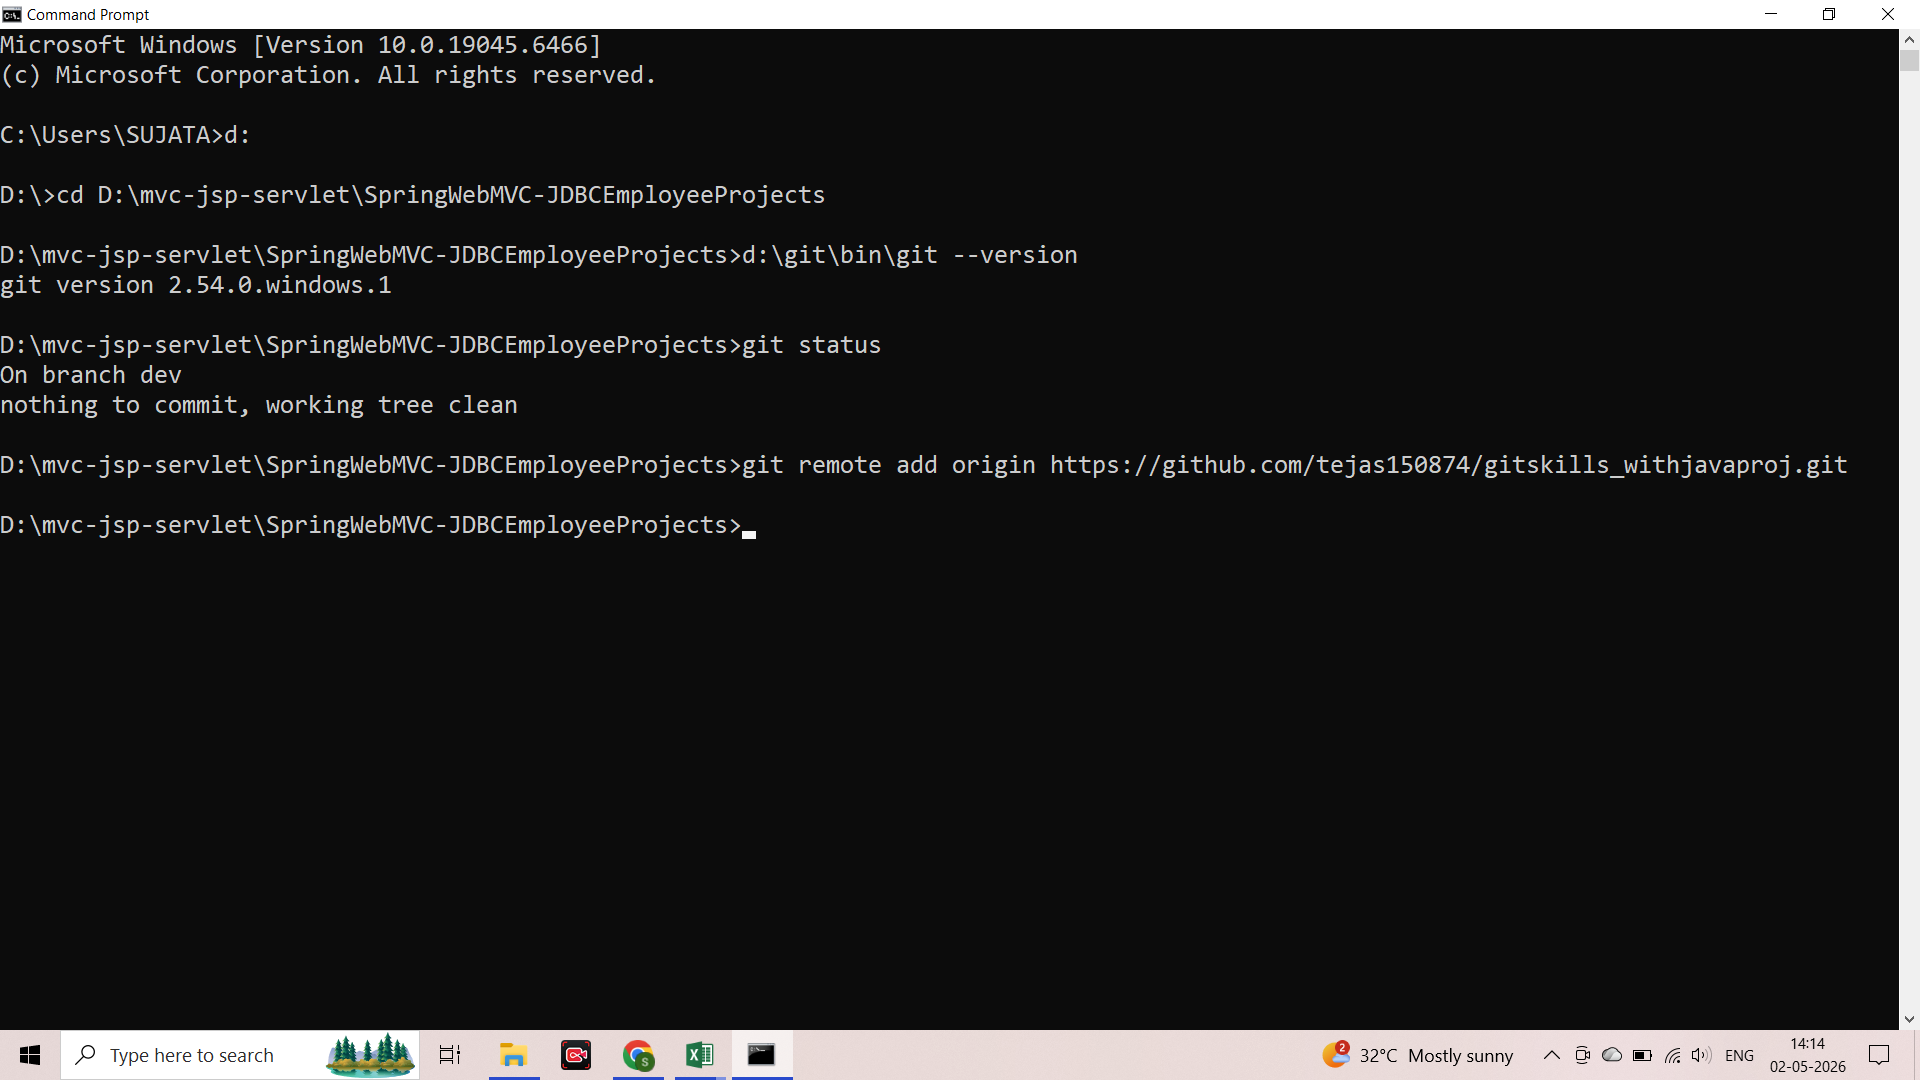 Command Prompt
Microsoft Windows [Version 10.0.19045.6466]
(c) Microsoft Corporation. All rights reserved.
C:\Users\SUJATA>d:
D:\>cd D:\mvc-jsp-servlet\SpringWebMVC-JDBCEmployeeProjects
D:\mvc-jsp-servlet\SpringWebMVC-JDBCEmployeeProjects>d:\git\bin\git --version
git version 2.54.0.windows.1
D:\mvc-jsp-servlet\SpringWebMVC-JDBCEmployeeProjects>git status
On branch dev
nothing to commit, working tree clean
D:\mvc-jsp-servlet\SpringWebMVC-JDBCEmployeeProjects>git remote add origin https://github.com/tejas150874/gitskills_withjavaproj.git
D:\mvc-jsp-servlet\SpringWebMVC-JDBCEmployeeProjects>
Type here to search
S
2
32°C Mostly sunny
ENG
14:14
02-05-2026